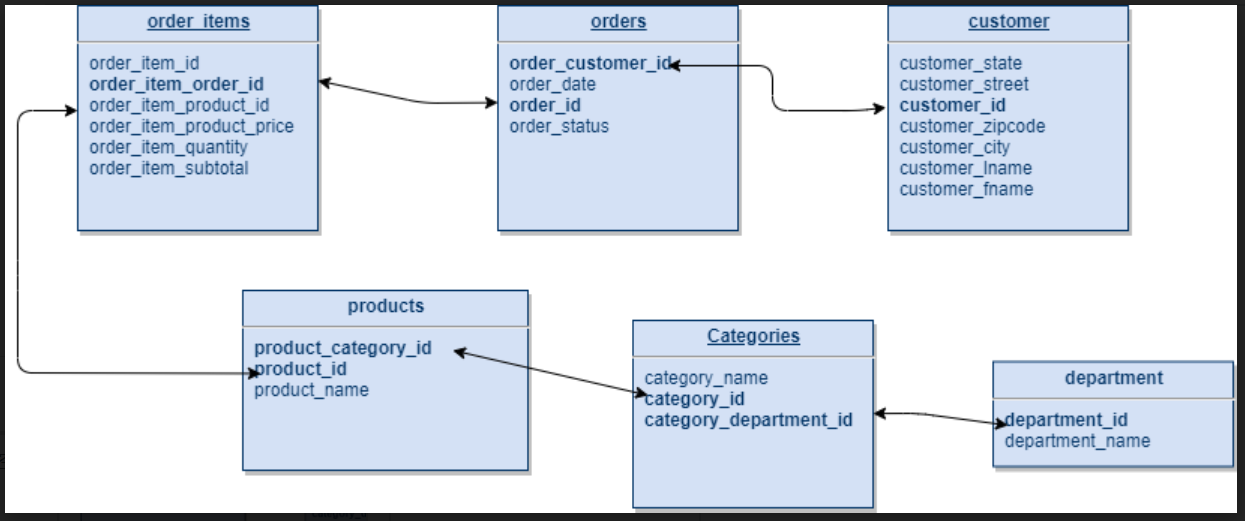 order_items
order_item_id
order_item_order_id
order_item_product_id
order_item_product_price
order_item_quantity
order_item_subtotal
orders
order_customer_id
order_date
order_id
order_status
customer
customer_state
customer_street
customer_id
customer_zipcode
customer_city
customer_lname
customer_fname
products
product_category_id
product_id
product_name
Categories
category_name
category_id
category_department_id
department
department_id
department_name